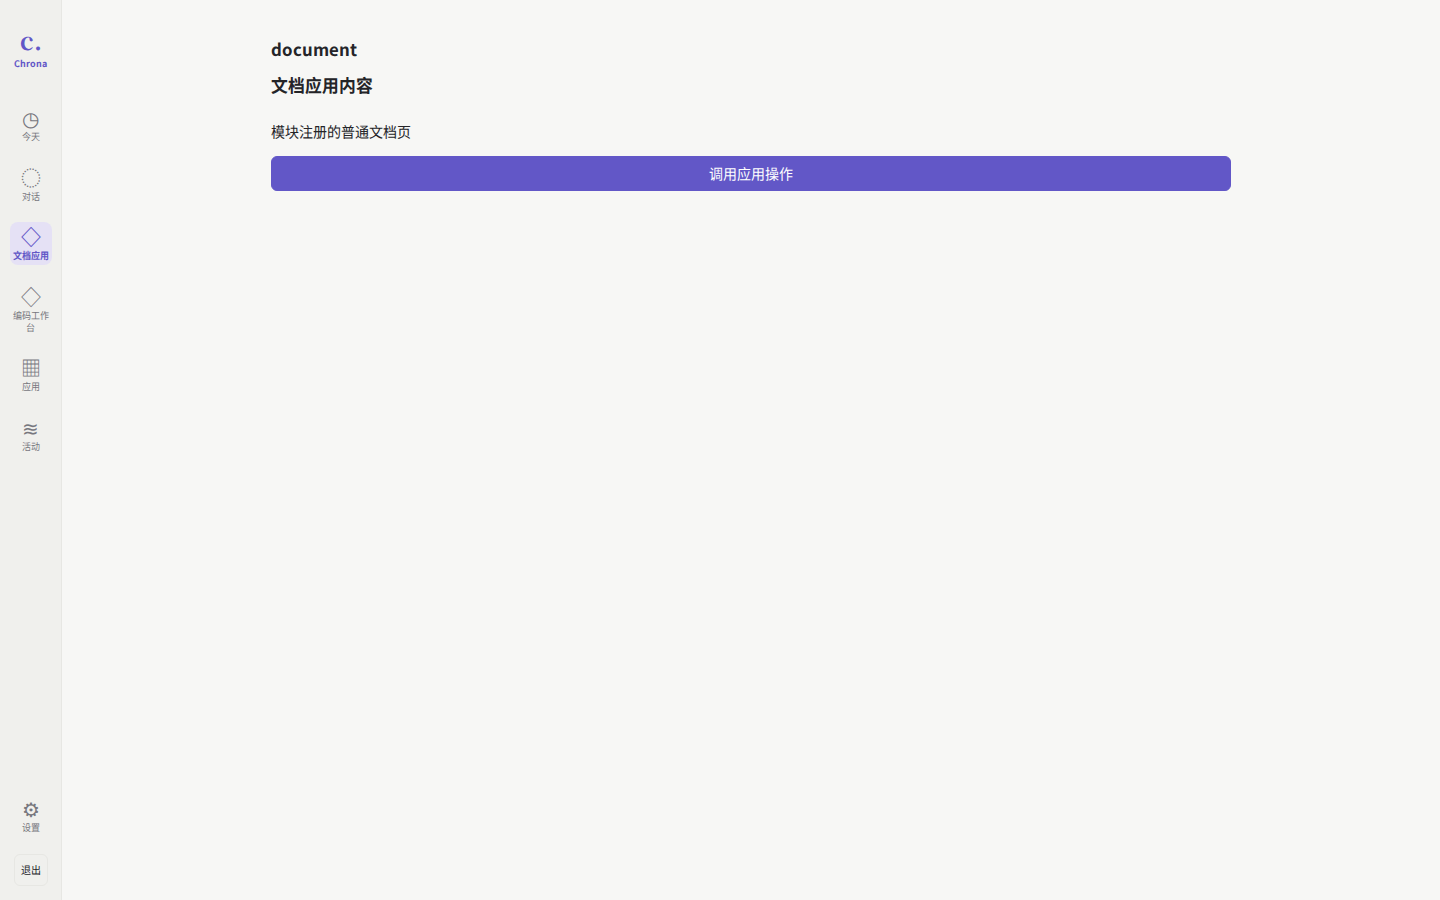 c.
Chrona
今天
对话
文档应用
编码工作
台
应用
活动
设置
退出
document
文档应用内容
模块注册的普通文档页
调用应用操作